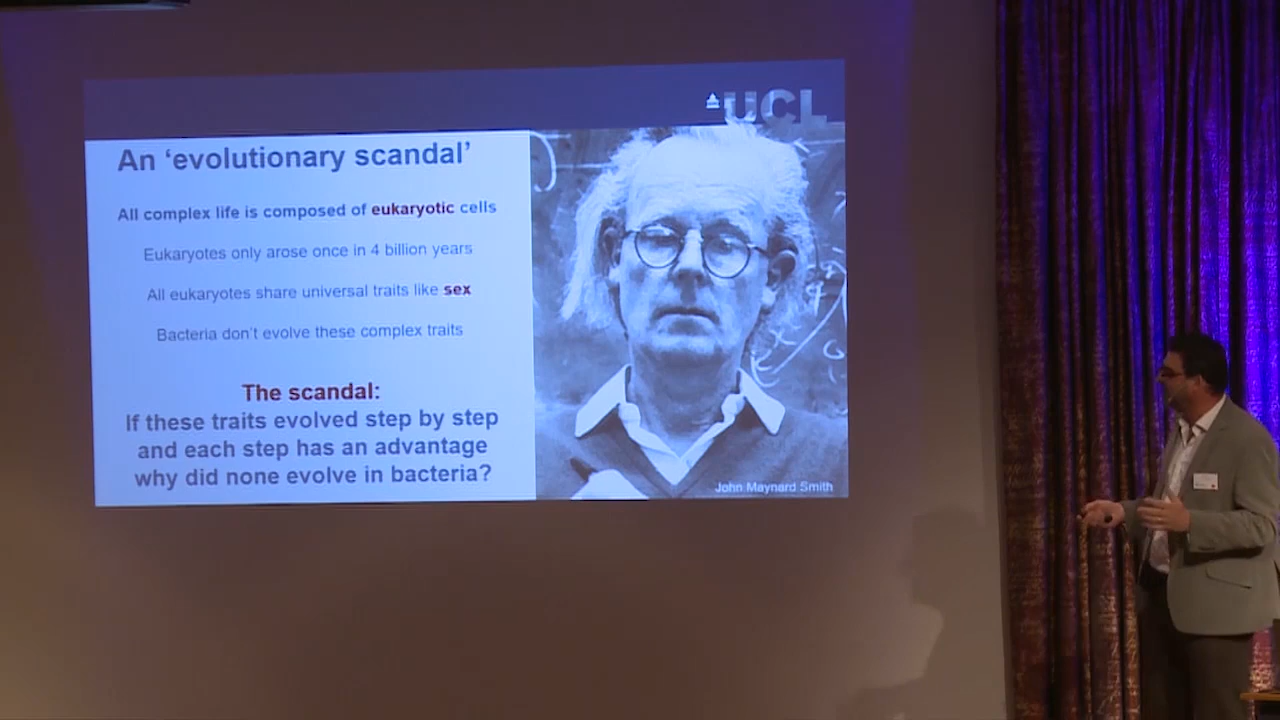 UCL
An ‘evolutionary scandal’
All complex life is composed of eukaryotic cells
Eukaryotes only arose once in 4 billion years
All eukaryotes share universal traits like sex
Bacteria don't evolve these complex traits
The scandal:
If these traits evolved step by step
and each step has an advantage
why did none evolve in bacteria?
John Maynard Smith